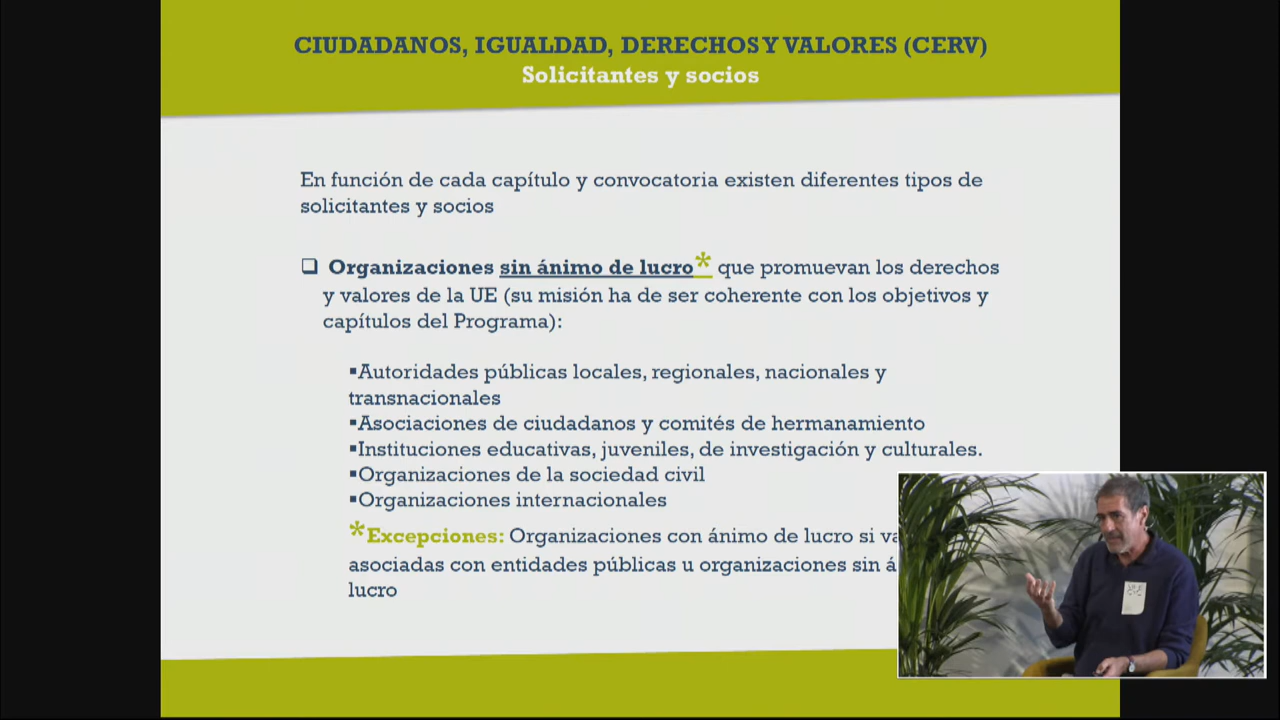 CIUDADANOS, IGUALDAD, DERECHOS Y VALORES (CERV)
Solicitantes y socios
En función de cada capítulo y convocatoria existen diferentes tipos de
solicitantes y socios
❑ Organizaciones sin ánimo de lucro* que promuevan los derechos
y valores de la UE (su misión ha de ser coherente con los objetivos y
capítulos del Programa):
▪Autoridades públicas locales, regionales, nacionales y
transnacionales
▪Asociaciones de ciudadanos y comités de hermanamiento
▪Instituciones educativas, juveniles, de investigación y culturales.
▪Organizaciones de la sociedad civil
▪Organizaciones internacionales
*Excepciones: Organizaciones con ánimo de lucro si
asociadas con entidades públicas u organizaciones sin
lucro